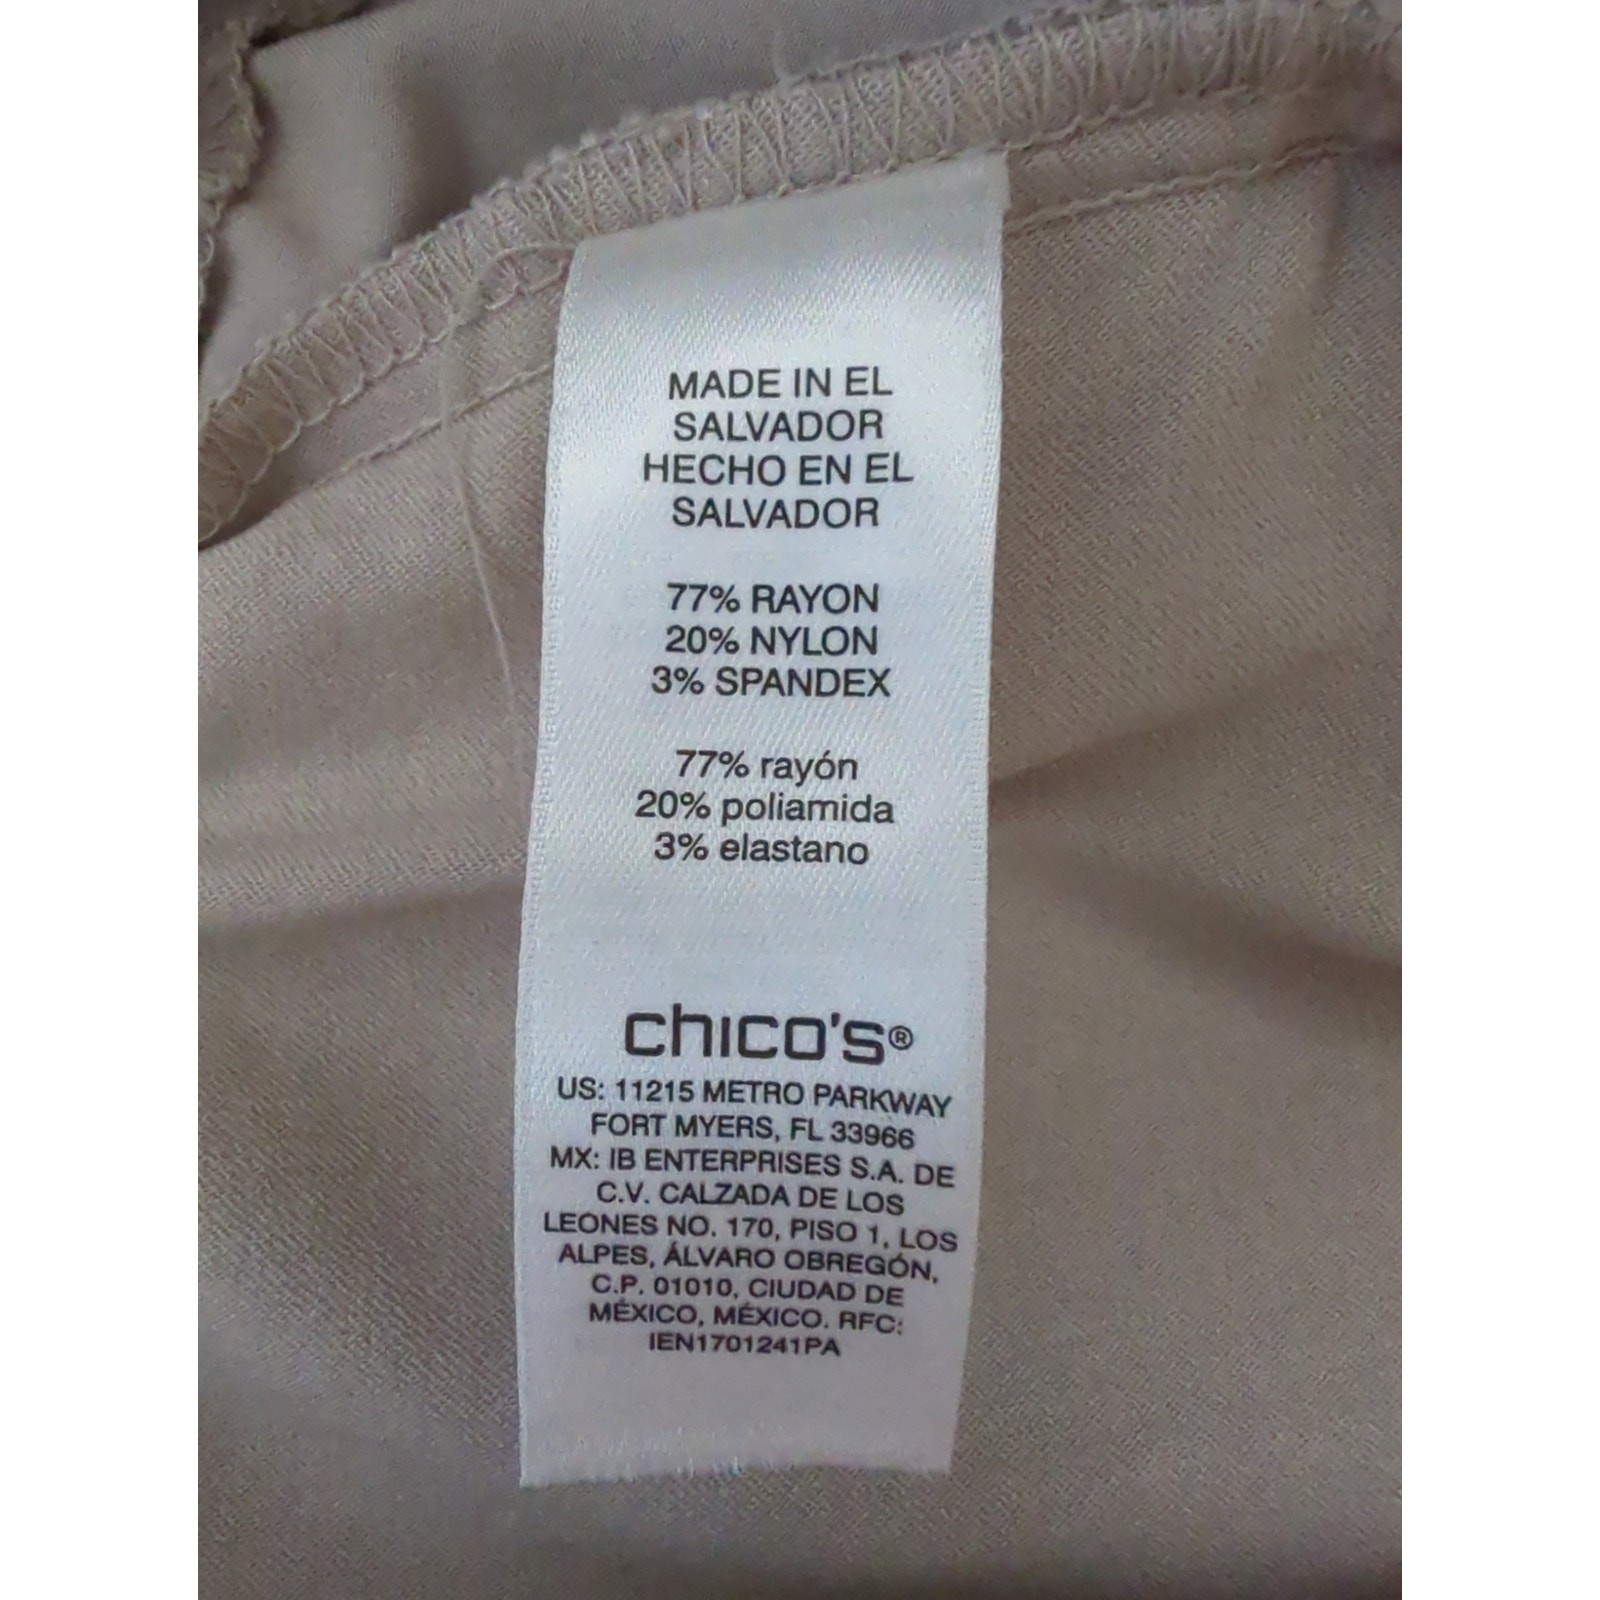 MADE IN EL
SALVADOR
HECHO EN EL
SALVADOR
77% RAYON
20% NYLON
3% SPANDEX
77% rayón
20% poliamida
3% elastano
chico's®
US: 11215 METRO PARKWAY
FORT MYERS, FL 33966
MX: IB ENTERPRISES S.A. DE
C.V. CALZADA DE LOS
LEONES NO. 170, PISO 1, LOS
ALPES, ÁLVARO OBREGÓN,
C.P. 01010, CIUDAD DE
MÉXICO, MÉXICO. RFC:
IEN1701241PA